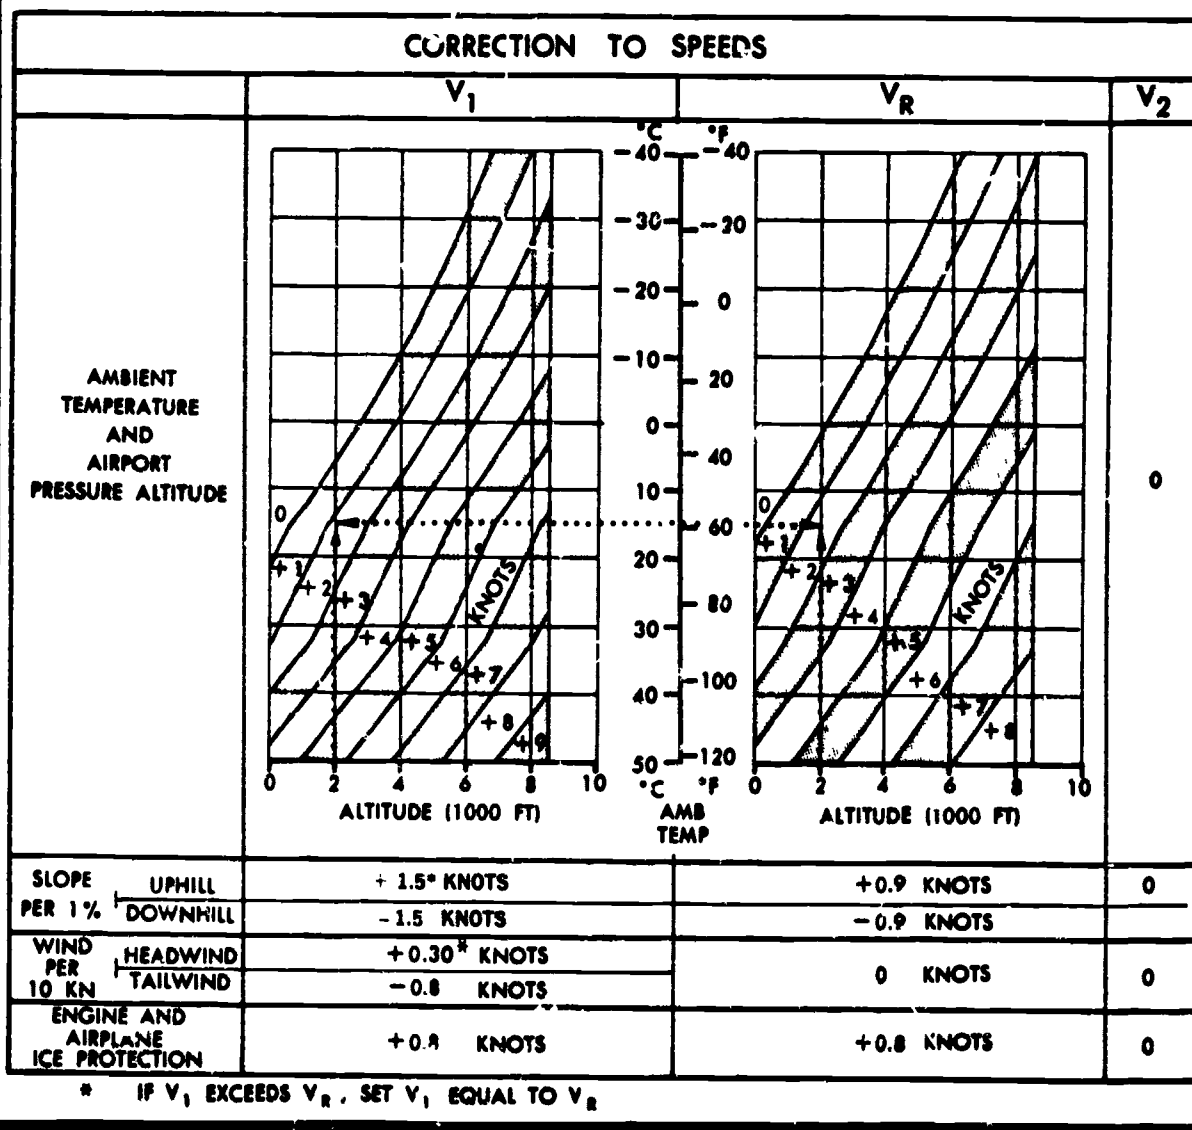 CORRECTION TO SPEEDS
V1 VR V2
°C °F
-40 -40
-30 -20
-20 0
-10 20
0 40
10 60
20 80
30 100
40 120
50
°C °F
AMB
TEMP
AMBIENT
TEMPERATURE
AND
AIRPORT
PRESSURE ALTITUDE
0
+1
+2
+3
+4
+5
+6
+7
+8
+9
KNOTS
0 2 4 6 8 10
ALTITUDE (1000 FT)
0
+1
+2
+3
+4
+5
+6
+7
+8
KNOTS
0 2 4 6 8 10
ALTITUDE (1000 FT)
0
SLOPE
PER 1%
UPHILL + 1.5* KNOTS +0.9 KNOTS 0
DOWNHILL -1.5 KNOTS -0.9 KNOTS
WIND
PER
10 KN
HEADWIND +0.30* KNOTS
TAILWIND -0.8 KNOTS
0 KNOTS 0
ENGINE AND
AIRPLANE
ICE PROTECTION
+0.8 KNOTS +0.8 KNOTS 0
* IF V1 EXCEEDS VR, SET V1 EQUAL TO VR